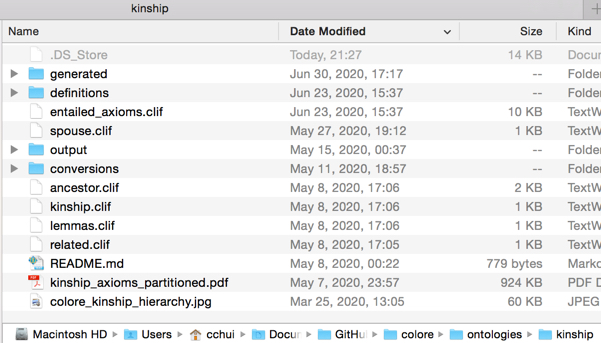 kinship
Name Date Modified Size Kind
.DS_Store Today, 21:27 14 KB Docum
generated Jun 30, 2020, 17:17 -- Folder
definitions Jun 23, 2020, 15:37 -- Folder
entailed_axioms.clif Jun 23, 2020, 15:37 10 KB TextW
spouse.clif May 27, 2020, 19:12 1 KB TextW
output May 15, 2020, 00:37 -- Folder
conversions May 11, 2020, 18:57 -- Folder
ancestor.clif May 8, 2020, 17:06 2 KB TextW
kinship.clif May 8, 2020, 17:06 1 KB TextW
lemmas.clif May 8, 2020, 17:06 1 KB TextW
related.clif May 8, 2020, 17:05 1 KB TextW
README.md May 8, 2020, 00:22 779 bytes Marko
kinship_axioms_partitioned.pdf May 7, 2020, 23:57 924 KB PDF D
colore_kinship_hierarchy.jpg Mar 25, 2020, 13:05 60 KB JPEG
Macintosh HD Users cchui Docur GitHu colore ontologies kinship